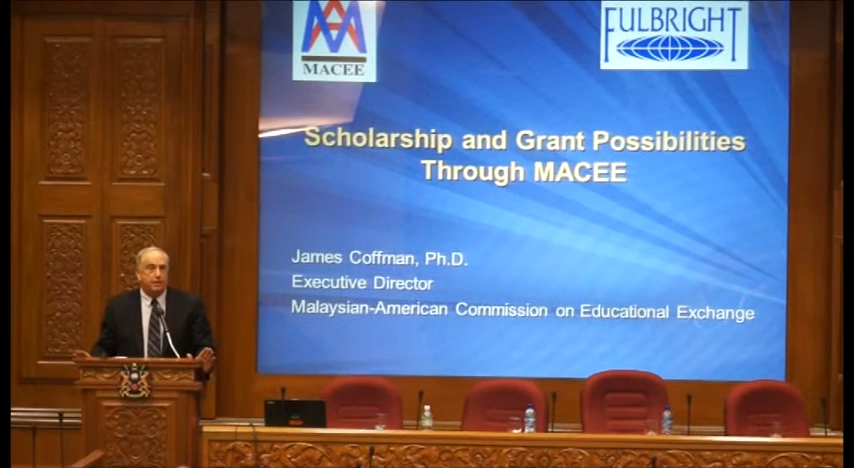 MACEE
FULBRIGHT
Scholarship and Grant Possibilities
Through MACEE
James Coffman, Ph.D.
Executive Director
Malaysian-American Commission on Educational Exchange